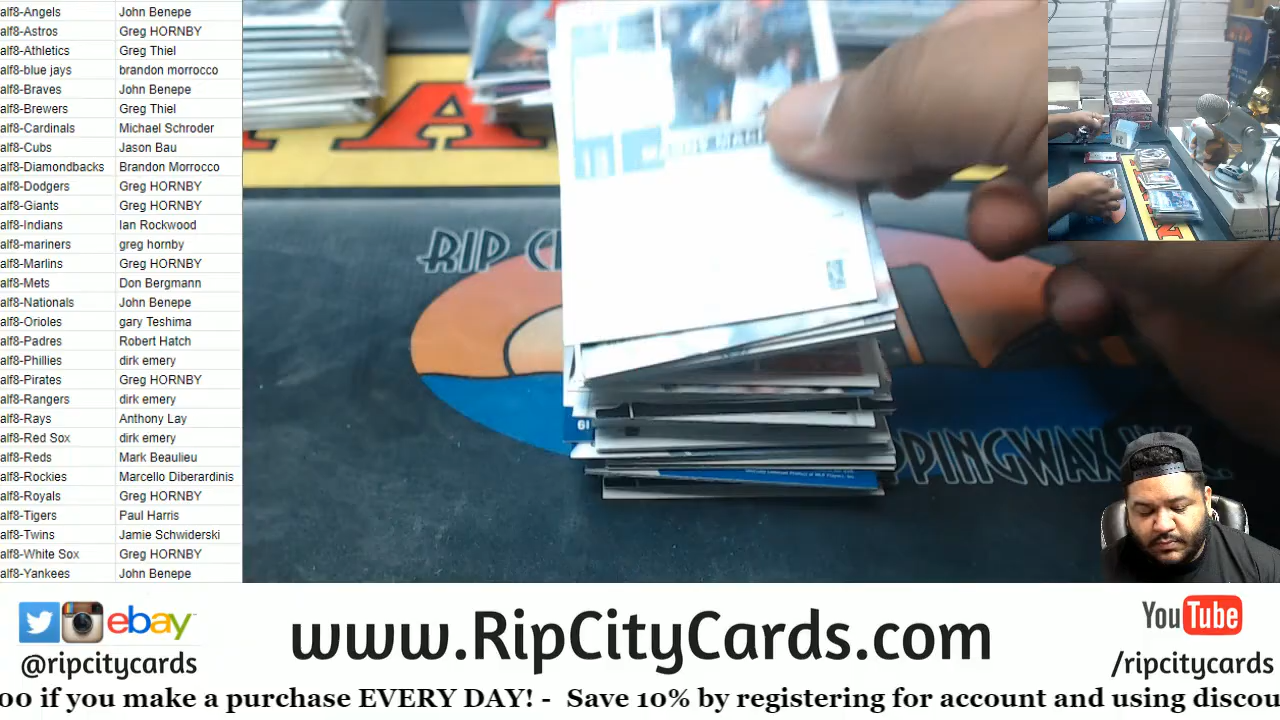 alf8-Angels John Benepe
alf8-Astros Greg HORNBY
alf8-Athletics Greg Thiel
alf8-blue jays brandon morrocco
alf8-Braves John Benepe
alf8-Brewers Greg Thiel
alf8-Cardinals Michael Schroder
alf8-Cubs Jason Bau
alf8-Diamondbacks Brandon Morrocco
alf8-Dodgers Greg HORNBY
alf8-Giants Greg HORNBY
alf8-Indians Ian Rockwood
alf8-mariners greg hornby
alf8-Marlins Greg HORNBY
alf8-Mets Don Bergmann
alf8-Nationals John Benepe
alf8-Orioles gary Teshima
alf8-Padres Robert Hatch
alf8-Phillies dirk emery
alf8-Pirates Greg HORNBY
alf8-Rangers dirk emery
alf8-Rays Anthony Lay
alf8-Red Sox dirk emery
alf8-Reds Mark Beaulieu
alf8-Rockies Marcello Diberardinis
alf8-Royals Greg HORNBY
alf8-Tigers Paul Harris
alf8-Twins Jamie Schwiderski
alf8-White Sox Greg HORNBY
alf8-Yankees John Benepe
RIP
61
ebay
@ripcitycards
www.RipCityCards.com
YouTube
/ripcitycards
00 if you make a purchase EVERY DAY! - Save 10% by registering for account and using discou